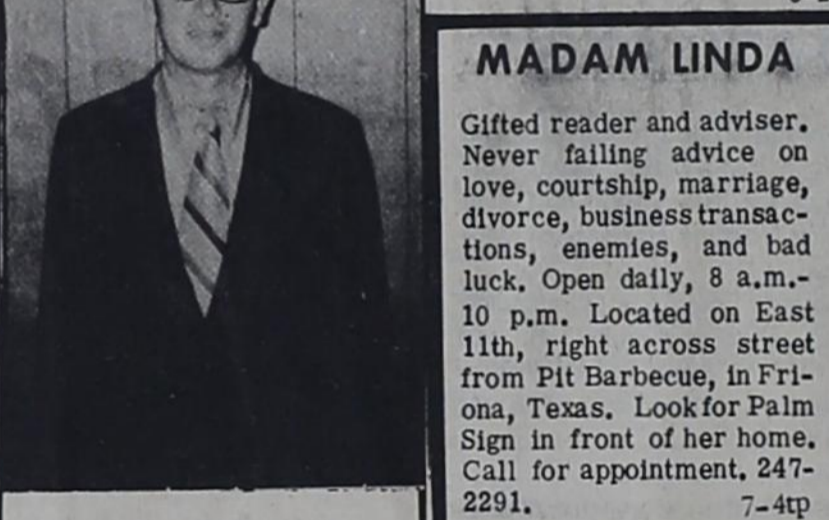 MADAM LINDA
Gifted reader and adviser.
Never failing advice on
love, courtship, marriage,
divorce, business transac-
tions, enemies, and bad
luck. Open daily, 8 a.m.-
10 p.m. Located on East
11th, right across street
from Pit Barbecue, in Fri-
ona, Texas. Look for Palm
Sign in front of her home.
Call for appointment. 247-
2291. 7-4tp